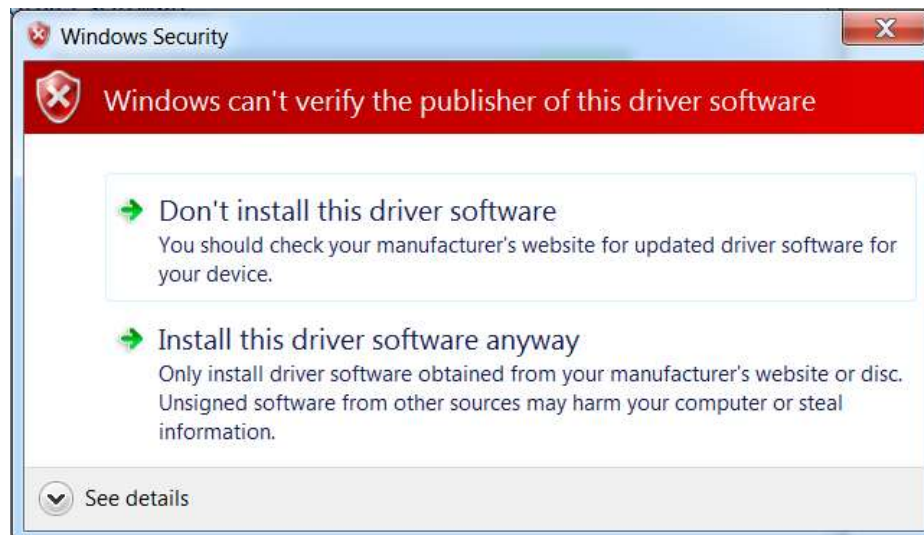 Windows Security
Windows can't verify the publisher of this driver software
Don't install this driver software
You should check your manufacturer's website for updated driver software for
your device.
Install this driver software anyway
Only install driver software obtained from your manufacturer's website or disc.
Unsigned software from other sources may harm your computer or steal
information.
See details